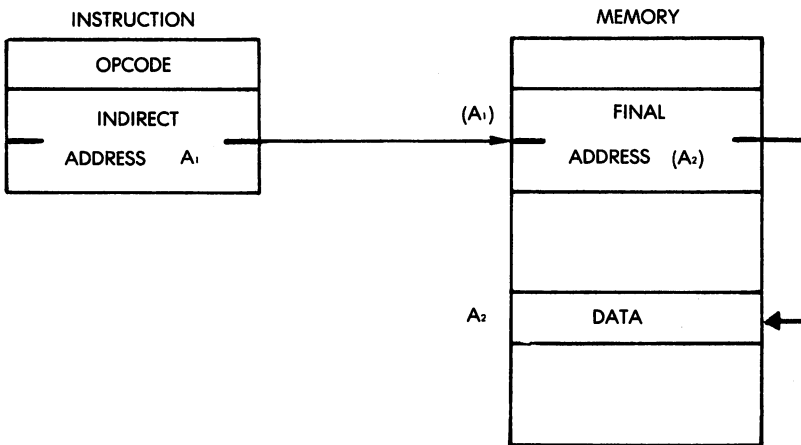 INSTRUCTION
OPCODE
INDIRECT
ADDRESS A₁
MEMORY
(A₁)
FINAL
ADDRESS (A₂)
A₂
DATA